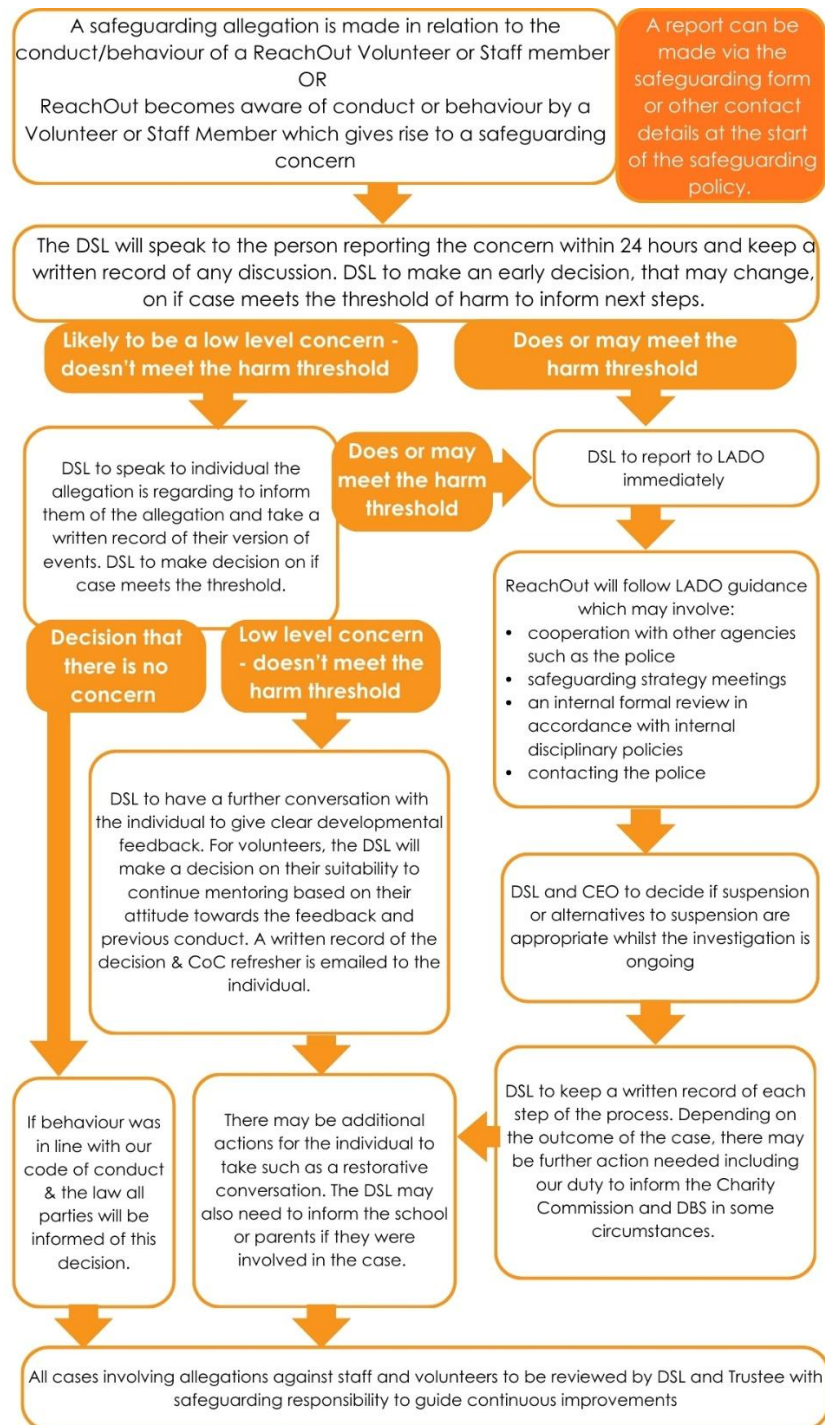 A safeguarding allegation is made in relation to the
conduct/behaviour of a ReachOut Volunteer or Staff member
OR
ReachOut becomes aware of conduct or behaviour by a
Volunteer or Staff Member which gives rise to a safeguarding
concern
A report can be
made via the
safeguarding form
or other contact
details at the start
of the safeguarding
policy.
The DSL will speak to the person reporting the concern within 24 hours and keep a
written record of any discussion. DSL to make an early decision, that may change,
on if case meets the threshold of harm to inform next steps.
Likely to be a low level concern -
doesn't meet the harm threshold
Does or may meet the
harm threshold
DSL to speak to individual the
allegation is regarding to inform
them of the allegation and take a
written record of their version of
events. DSL to make decision on if
case meets the threshold.
Does or may
meet the harm
threshold
DSL to report to LADO
immediately
ReachOut will follow LADO guidance
which may involve:
• cooperation with other agencies
such as the police
• safeguarding strategy meetings
• an internal formal review in
accordance with internal
disciplinary policies
• contacting the police
Decision that
there is no
concern
Low level concern
- doesn't meet the
harm threshold
DSL to have a further conversation with
the individual to give clear developmental
feedback. For volunteers, the DSL will
make a decision on their suitability to
continue mentoring based on their
attitude towards the feedback and
previous conduct. A written record of the
decision & CoC refresher is emailed to the
individual.
DSL and CEO to decide if suspension
or alternatives to suspension are
appropriate whilst the investigation is
ongoing
If behaviour was
in line with our
code of conduct
& the law all
parties will be
informed of this
decision.
There may be additional
actions for the individual to
take such as a restorative
conversation. The DSL may
also need to inform the school
or parents if they were
involved in the case.
DSL to keep a written record of each
step of the process. Depending on
the outcome of the case, there may
be further action needed including
our duty to inform the Charity
Commission and DBS in some
circumstances.
All cases involving allegations against staff and volunteers to be reviewed by DSL and Trustee with
safeguarding responsibility to guide continuous improvements